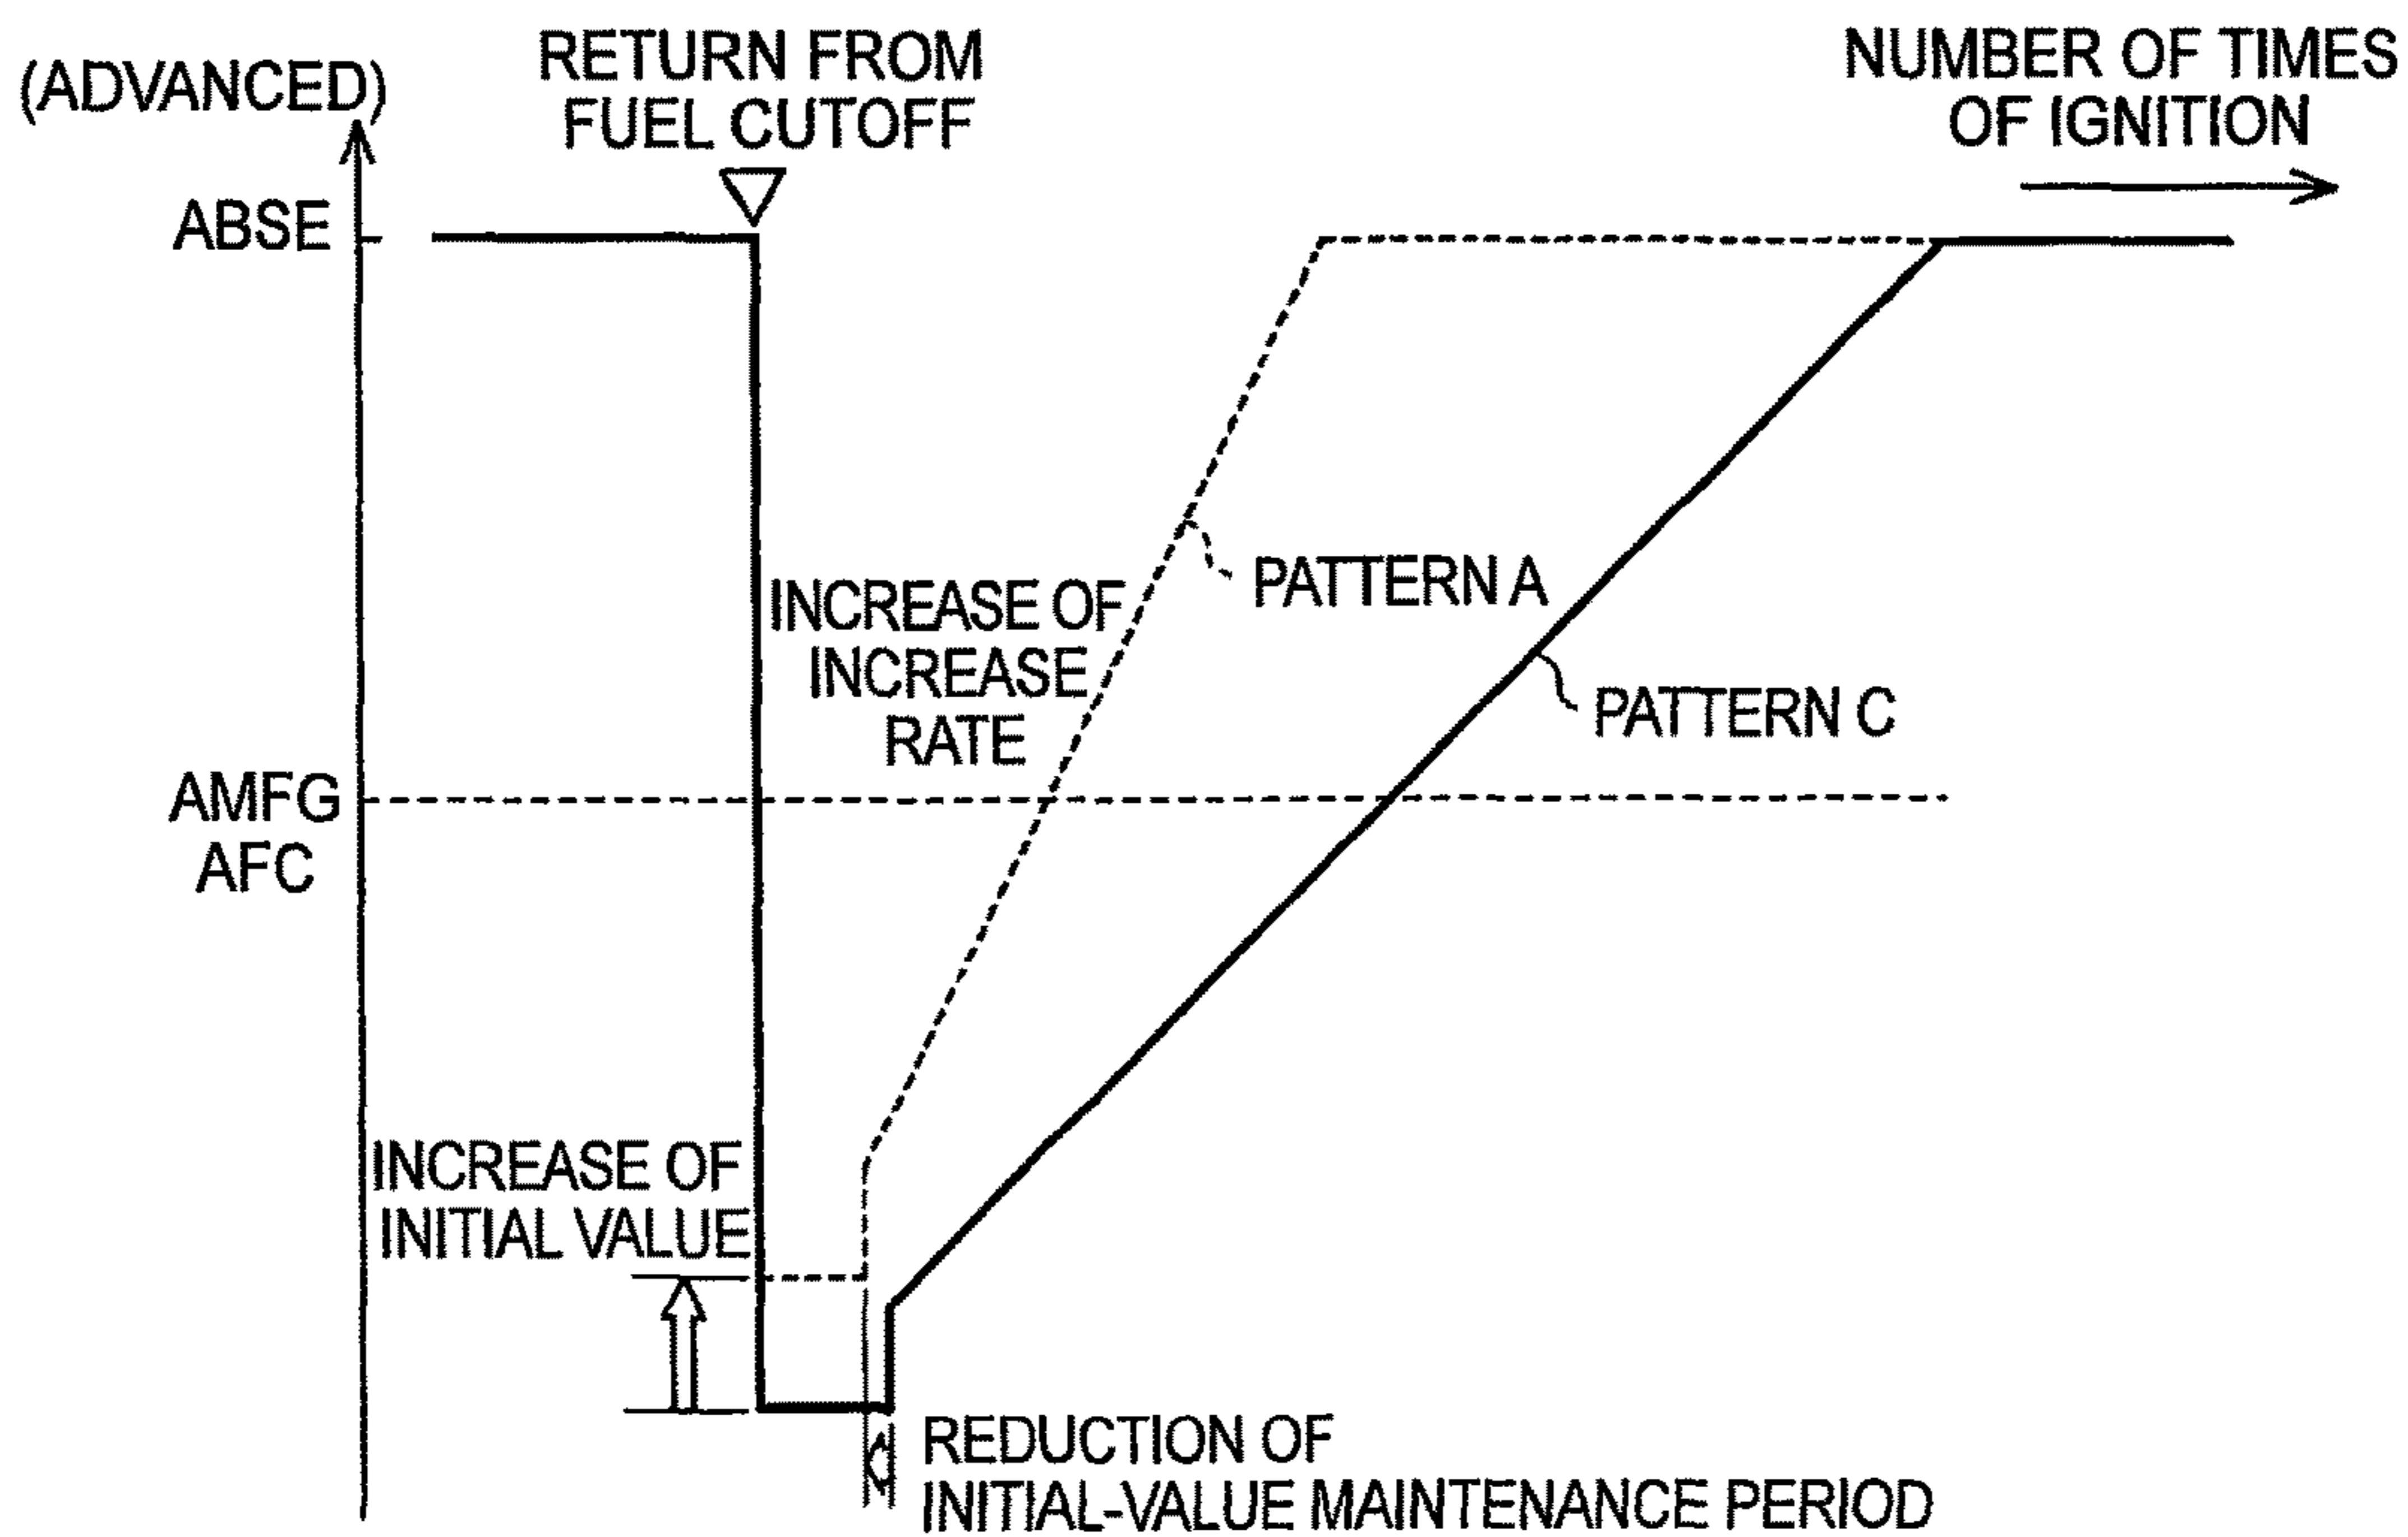 (ADVANCED)
RETURN FROM
FUEL CUTOFF
NUMBER OF TIMES
OF IGNITION
ABSE
PATTERN A
INCREASE OF
INCREASE
RATE
PATTERN C
AMFG
AFC
INCREASE OF
INITIAL VALUE
REDUCTION OF
INITIAL-VALUE MAINTENANCE PERIOD